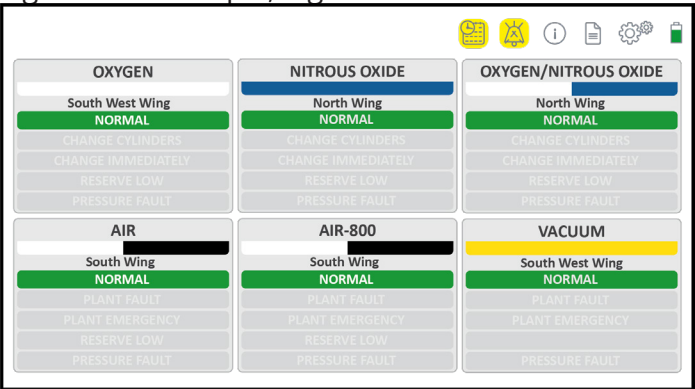 OXYGEN
South West Wing
NORMAL
CHANGE CYLINDERS
CHANGE IMMEDIATELY
RESERVE LOW
PRESSURE FAULT
NITROUS OXIDE
North Wing
NORMAL
CHANGE CYLINDERS
CHANGE IMMEDIATELY
RESERVE LOW
PRESSURE FAULT
OXYGEN/NITROUS OXIDE
North Wing
NORMAL
CHANGE CYLINDERS
CHANGE IMMEDIATELY
RESERVE LOW
PRESSURE FAULT
AIR
South Wing
NORMAL
PLANT FAULT
PLANT EMERGENCY
RESERVE LOW
PRESSURE FAULT
AIR-800
South Wing
NORMAL
PLANT FAULT
PLANT EMERGENCY
RESERVE LOW
PRESSURE FAULT
VACUUM
South West Wing
NORMAL
PLANT FAULT
PLANT EMERGENCY
PRESSURE FAULT